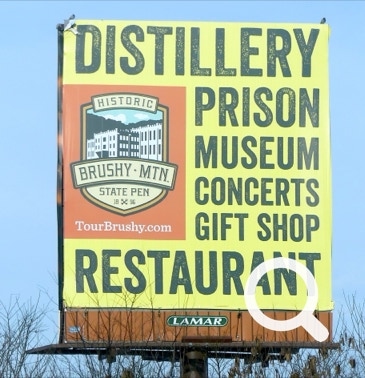 DISTILLERY
HISTORIC
BRUSHY · MTN.
STATE PEN
TourBrushy.com
PRISON
MUSEUM
CONCERTS
GIFT SHOP
RESTAURANT
LAMAR